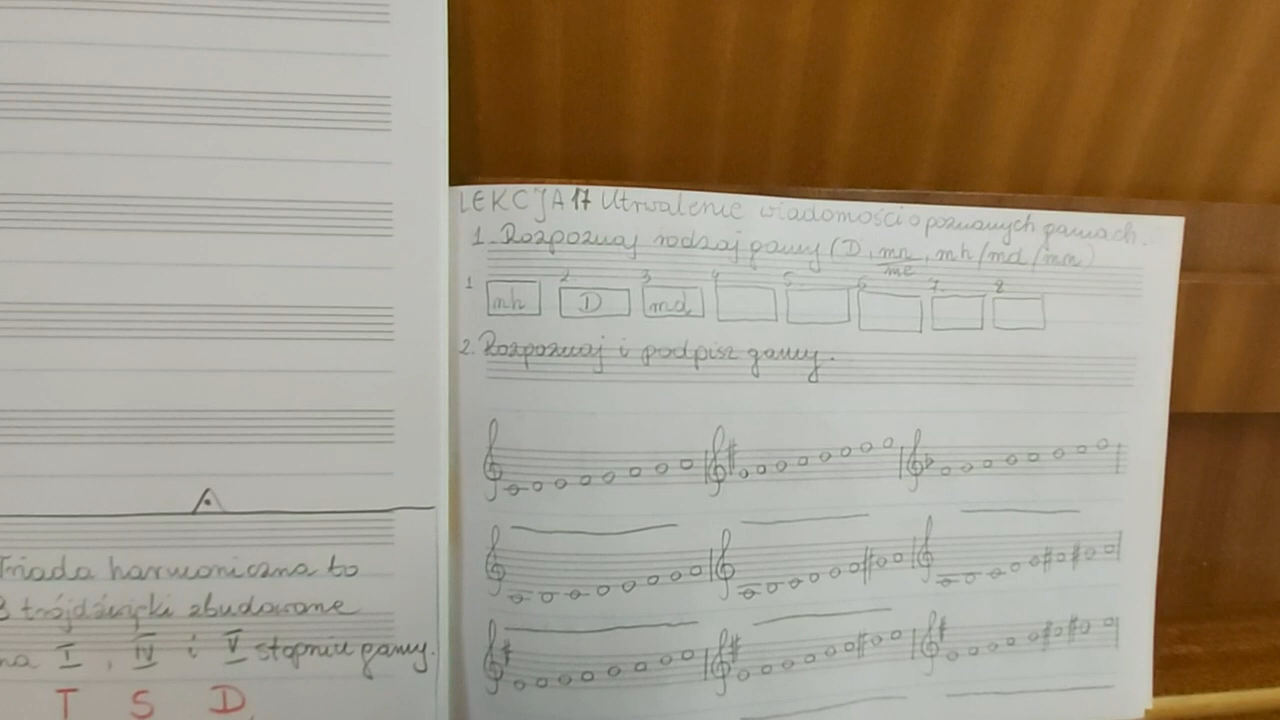 Triada harmoniczna to
3 trójdźwięki zbudowane
na I, IV i V stopniu gamy.
T S D
LEKCJA 17 Utrwalenie wiadomości o poznanych gamach.
1. Rozpoznaj rodzaj gamy (D, mn, mh/md/mn)
me
1 2 3 4 5 6 7 8
mh D md
2. Rozpoznaj i podpisz gamy.